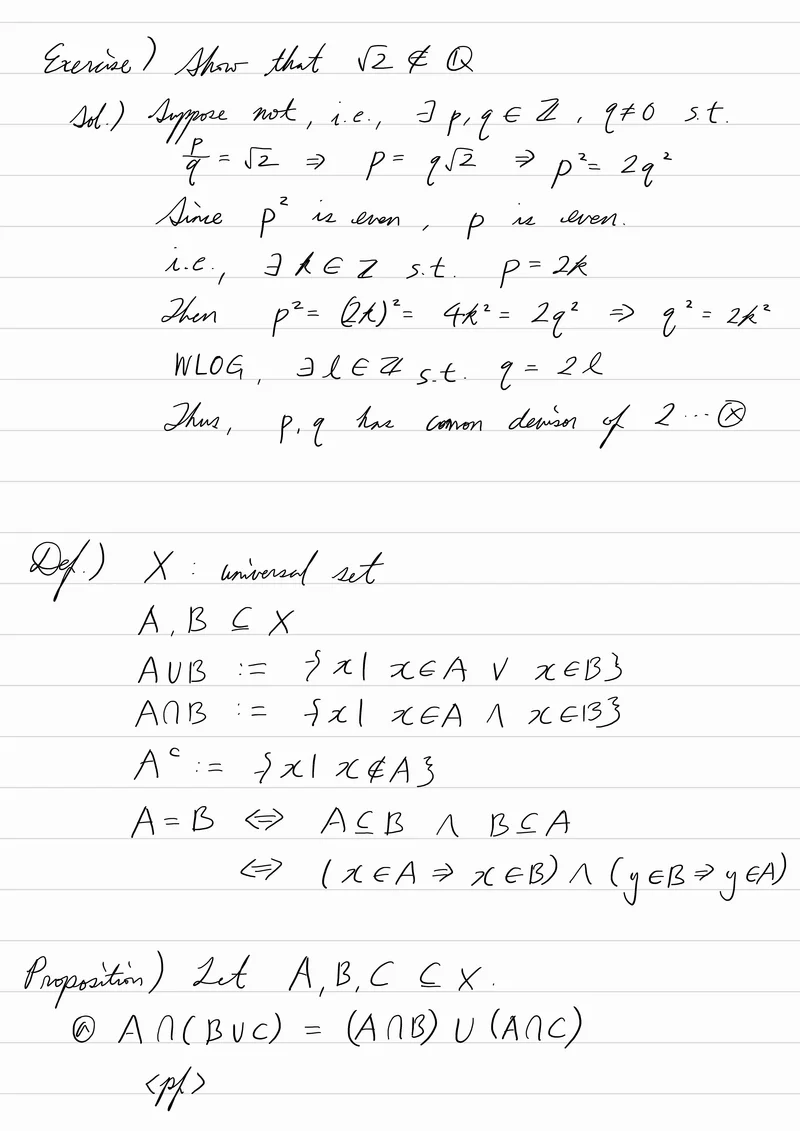 Exercise) Show that √2 ∉ ℚ
Sol.) Suppose not, i.e., ∃ p, q ∈ ℤ, q≠0 s.t.
p/q = √2 ⇒ p = q√2 ⇒ p² = 2q²
Since p² is even, p is even.
i.e., ∃ k ∈ ℤ s.t. p = 2k
Then p² = (2k)² = 4k² = 2q² ⇒ q² = 2k²
WLOG, ∃ l ∈ ℤ s.t. q = 2l
Thus, p, q has comon devisor of 2 ... ⊗
Def.) X : universal set
A, B ⊆ X
A∪B := {x| x∈A ∨ x∈B}
A∩B := {x| x∈A ∧ x∈B}
Aᶜ := {x| x∉A}
A = B ⇔ A⊆B ∧ B⊆A
⇔ (x∈A ⇒ x∈B) ∧ (y∈B ⇒ y∈A)
Proposition) Let A, B, C ⊆ X.
ⓐ A∩(B∪C) = (A∩B) ∪ (A∩C)
<pf>